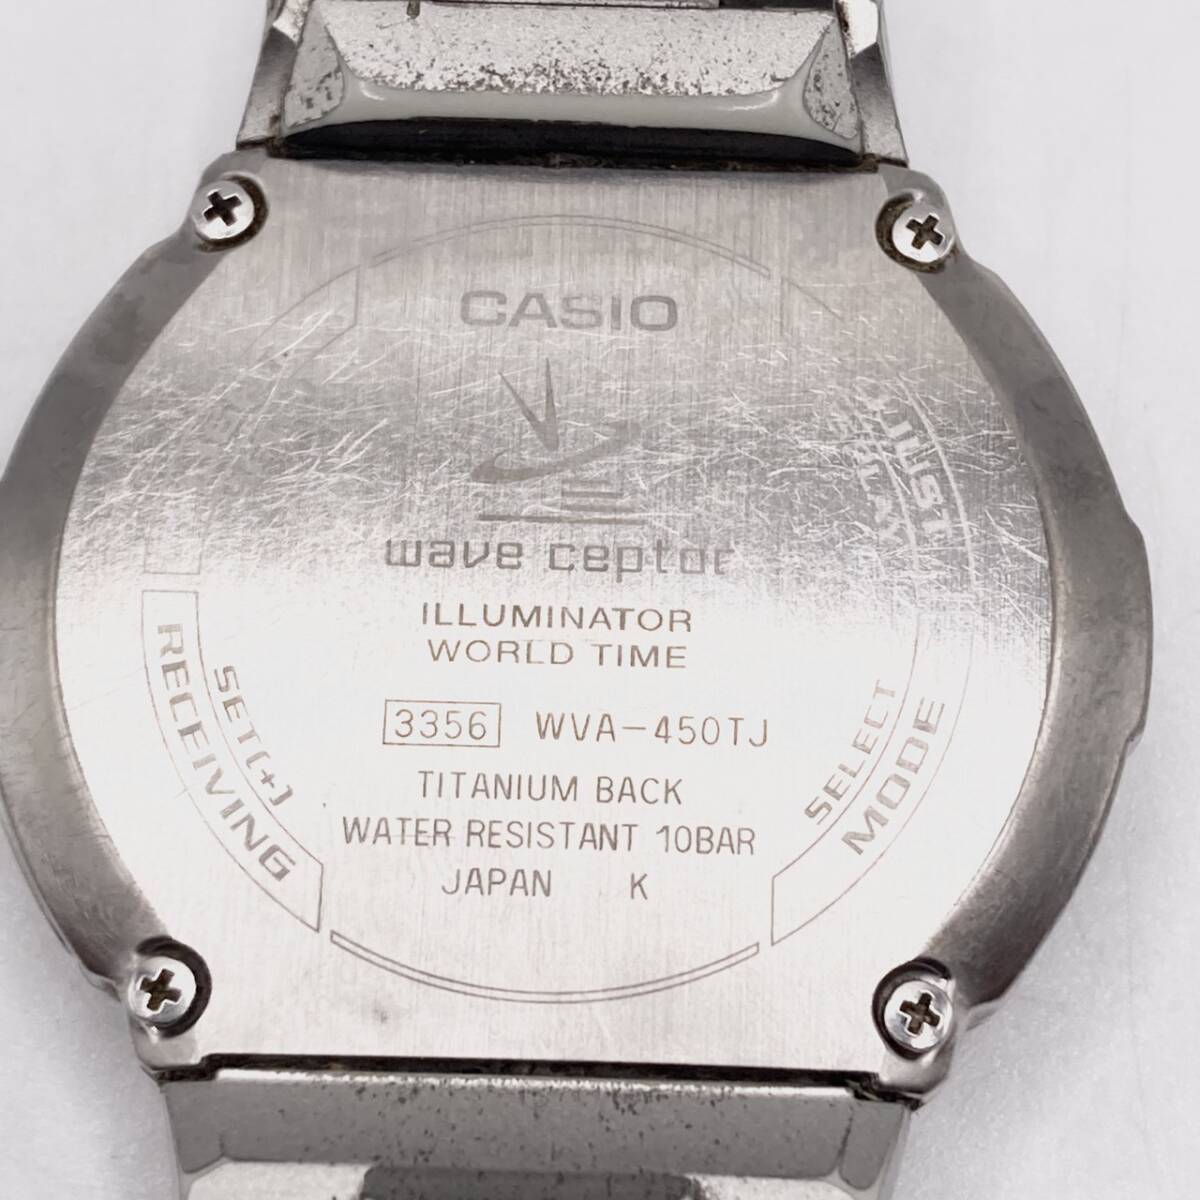 CASIO
wave ceptor
ILLUMINATOR
WORLD TIME
3356 WVA-450TJ
TITANIUM BACK
WATER RESISTANT 10BAR
JAPAN K
SET(+)
RECEIVING
SELECT
MODE